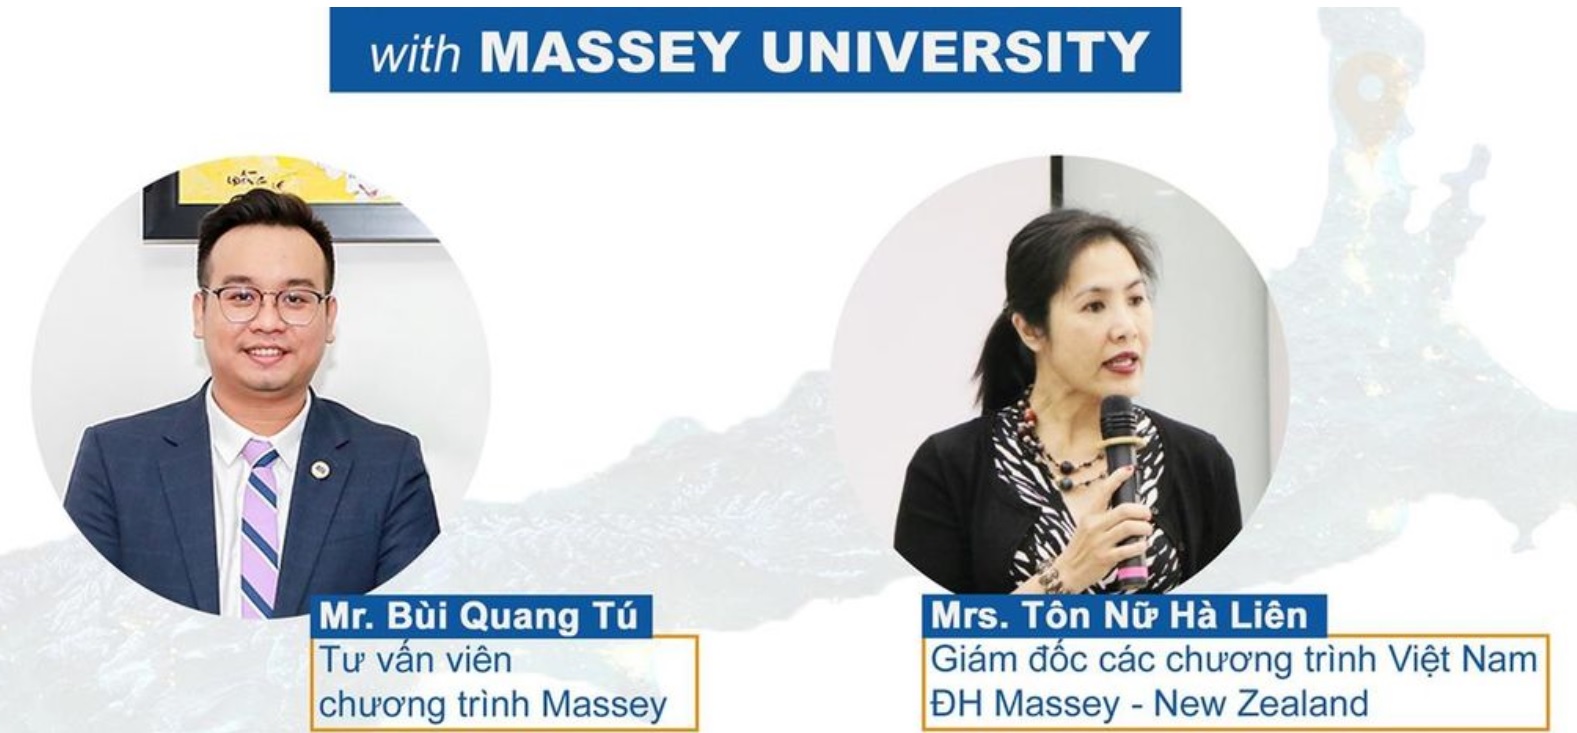 with MASSEY UNIVERSITY
Mr. Bùi Quang Tú
Tư vấn viên
chương trình Massey
Mrs. Tôn Nữ Hà Liên
Giám đốc các chương trình Việt Nam
ĐH Massey - New Zealand